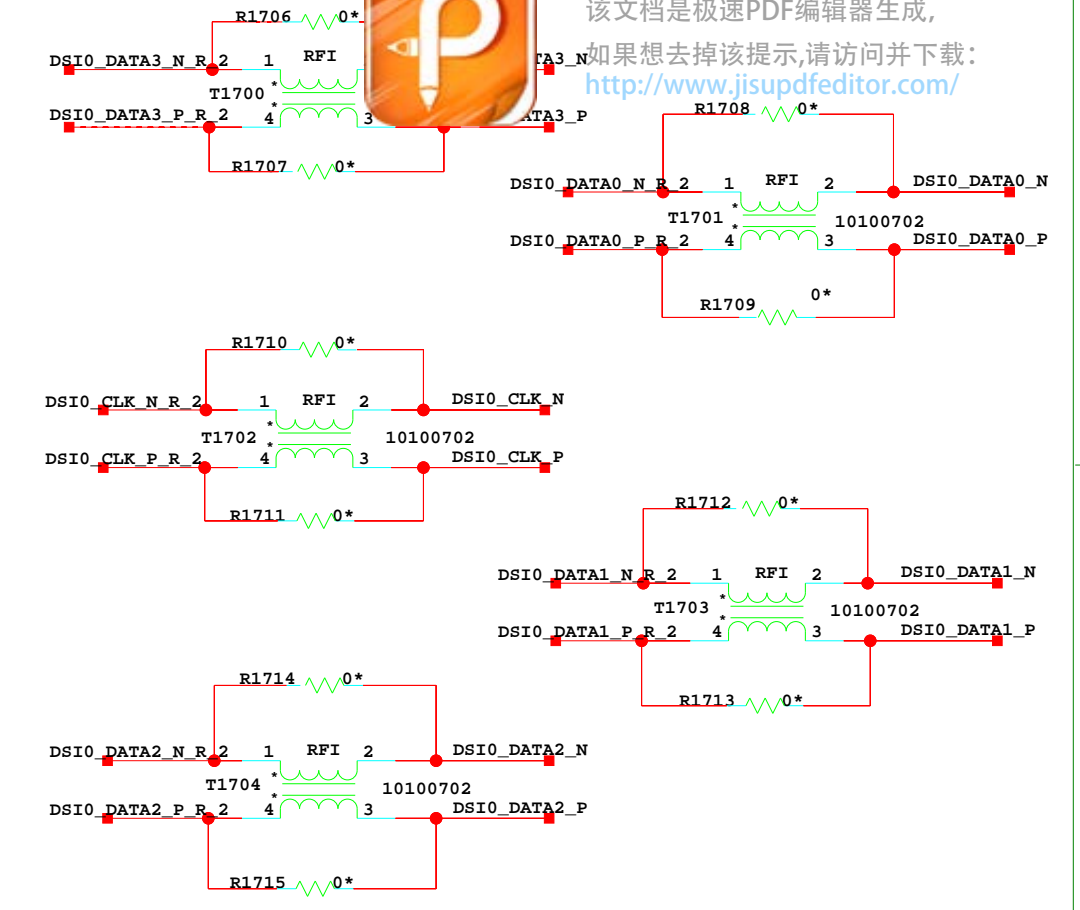 R1706 0*
该文档是极速PDF编辑器生成,
如果想去掉该提示,请访问并下载:
http://www.jisupdfeditor.com/
DSI0_DATA3_N_R_2 1 RFI TA3_N
T1700
DSI0_DATA3_P_R_2 4 3 ATA3_P
R1707 0*
R1708 0*
DSI0_DATA0_N_R_2 1 RFI 2 DSI0_DATA0_N
T1701 10100702
DSI0_DATA0_P_R_2 4 3 DSI0_DATA0_P
R1709 0*
R1710 0*
DSI0_CLK_N_R_2 1 RFI 2 DSI0_CLK_N
T1702 10100702
DSI0_CLK_P_R_2 4 3 DSI0_CLK_P
R1711 0*
R1712 0*
DSI0_DATA1_N_R_2 1 RFI 2 DSI0_DATA1_N
T1703 10100702
DSI0_DATA1_P_R_2 4 3 DSI0_DATA1_P
R1713 0*
R1714 0*
DSI0_DATA2_N_R_2 1 RFI 2 DSI0_DATA2_N
T1704 10100702
DSI0_DATA2_P_R_2 4 3 DSI0_DATA2_P
R1715 0*